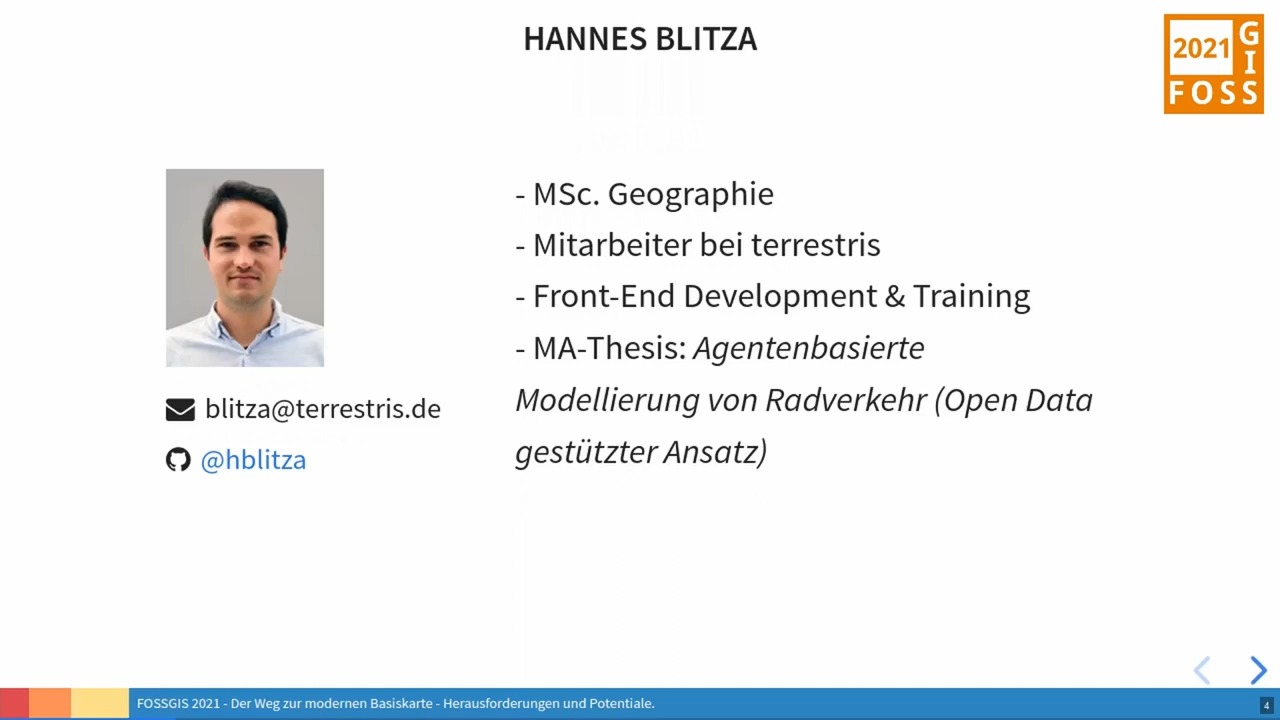 HANNES BLITZA
2021
G
I
FOSS
- MSc. Geographie
- Mitarbeiter bei terrestris
- Front-End Development & Training
- MA-Thesis: Agentenbasierte
Modellierung von Radverkehr (Open Data
gestützter Ansatz)
blitza@terrestris.de
@hblitza
FOSSGIS 2021 - Der Weg zur modernen Basiskarte - Herausforderungen und Potentiale.
4